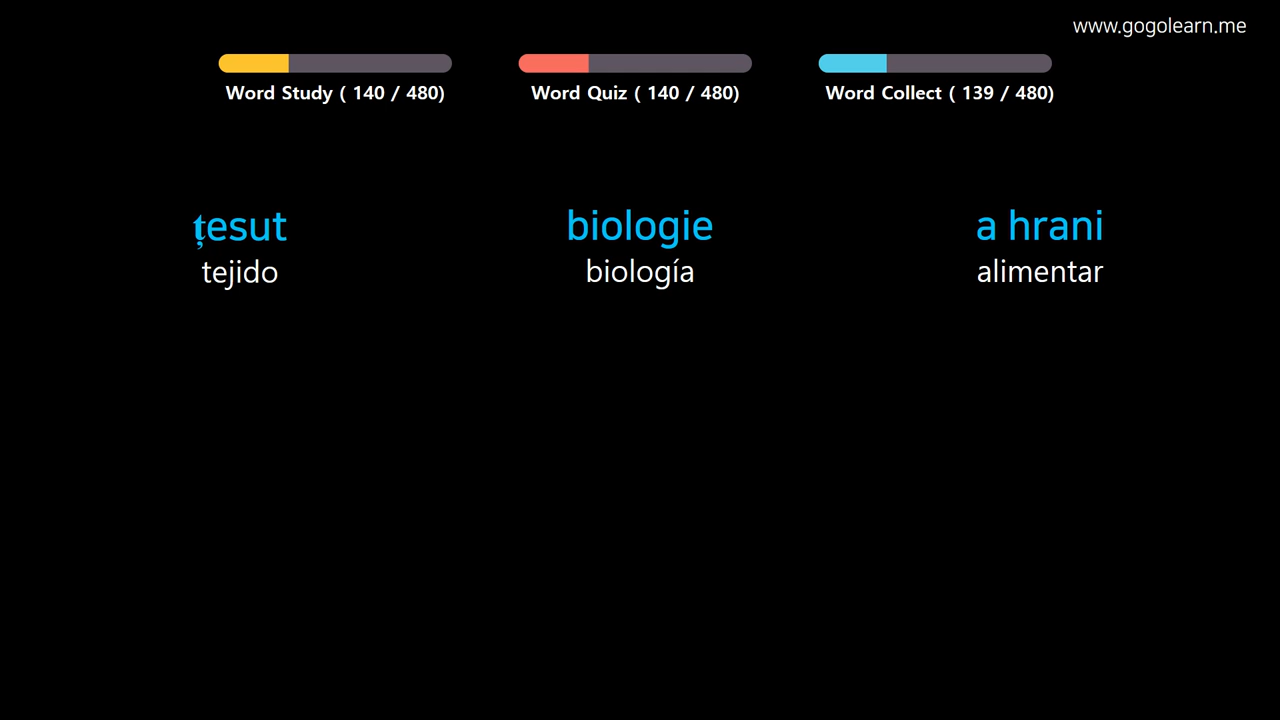 www.gogolearn.me
Word Study ( 140 / 480)
Word Quiz ( 140 / 480)
Word Collect ( 139 / 480)
țesut
tejido
biologie
biología
a hrani
alimentar